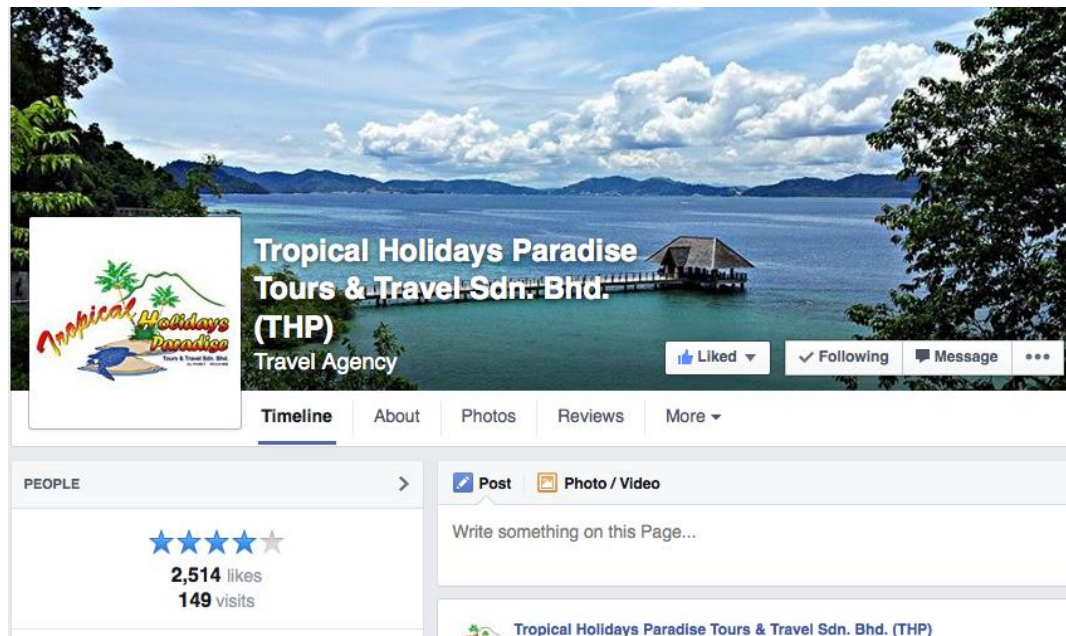 Tropical Holidays Paradise
Tours & Travel Sdn. Bhd.
(THP)
Travel Agency
Tropical Holidays
Paradise
Tours & Travel Sdn. Bhd.
Liked
Following
Message
Timeline
About
Photos
Reviews
More
PEOPLE
2,514 likes
149 visits
Post
Photo / Video
Write something on this Page...
Tropical Holidays Paradise Tours & Travel Sdn. Bhd. (THP)